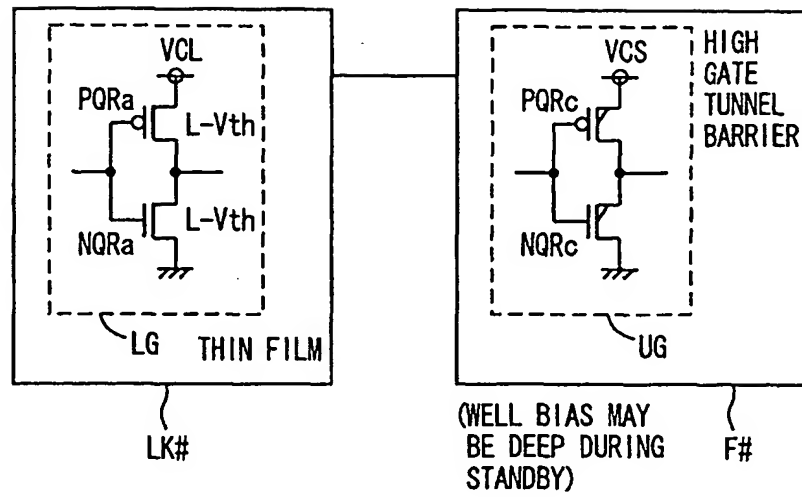 VCL
PQRa
L-Vth
L-Vth
NQRa
LG
THIN FILM
LK#
VCS
HIGH
GATE
TUNNEL
BARRIER
PQRc
NQRc
UG
(WELL BIAS MAY
BE DEEP DURING
STANDBY)
F#